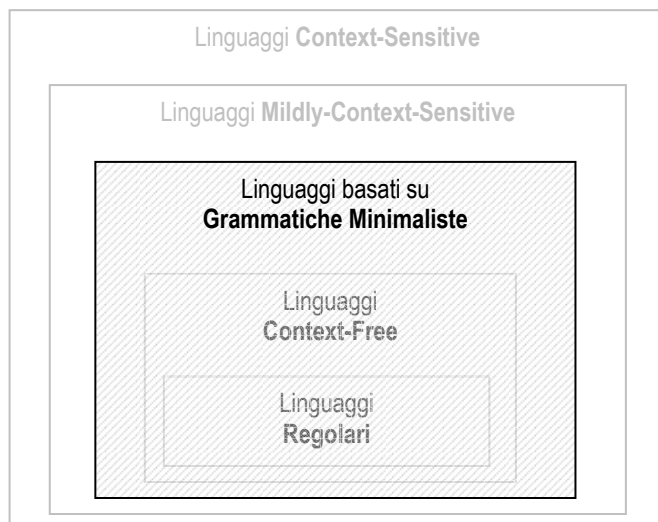 Linguaggi Context-Sensitive
Linguaggi Mildly-Context-Sensitive
Linguaggi basati su
Grammatiche Minimaliste
Linguaggi
Context-Free
Linguaggi
Regolari